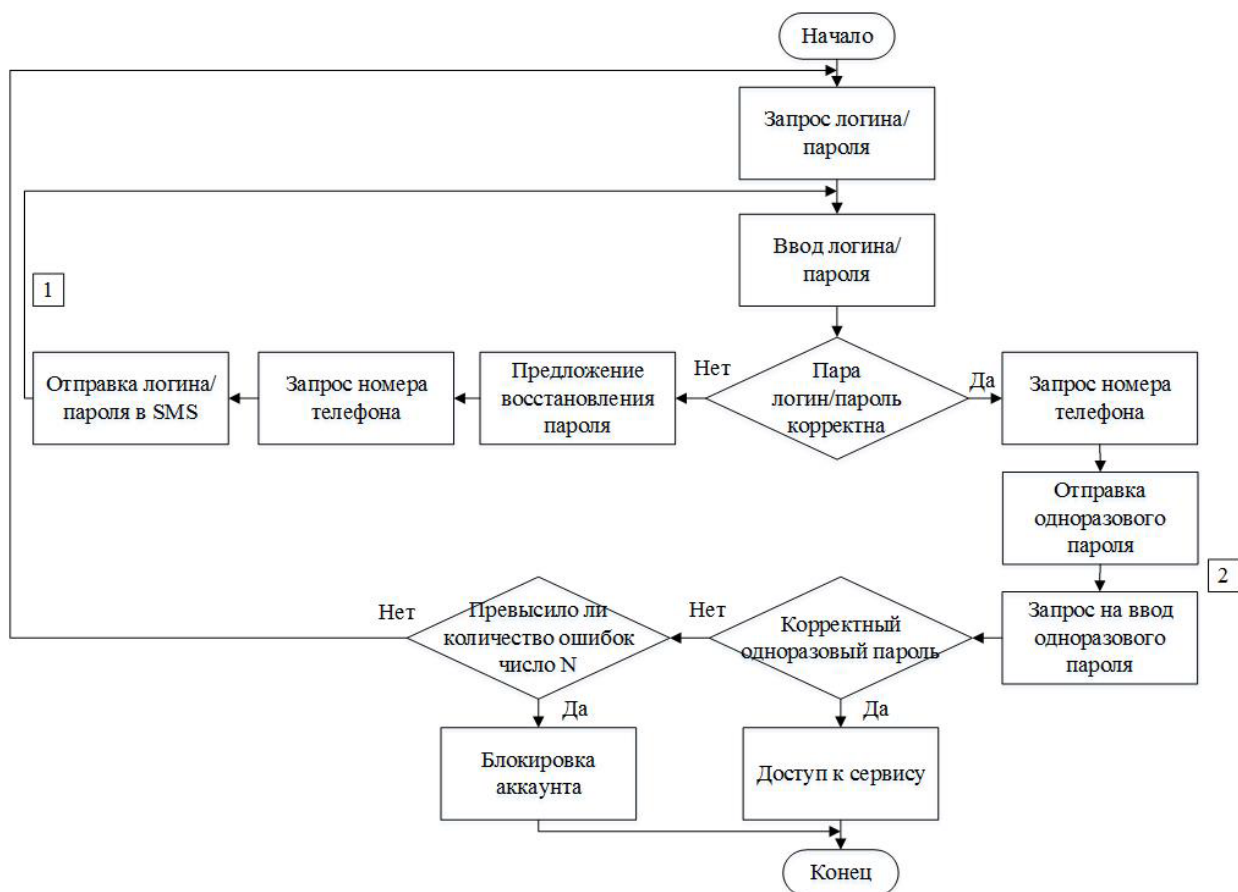 Начало
Запрос логина/
пароля
Ввод логина/
пароля
1
Отправка логина/
пароля в SMS
Запрос номера
телефона
Предложение
восстановления
пароля
Нет
Пара
логин/пароль
корректна
Да
Запрос номера
телефона
Отправка
одноразового
пароля
2
Нет
Превысило ли
количество ошибок
число N
Нет
Корректный
одноразовый пароль
Запрос на ввод
одноразового
пароля
Да
Да
Блокировка
аккаунта
Доступ к сервису
Конец